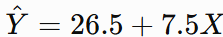 Ŷ = 26.5 + 7.5X